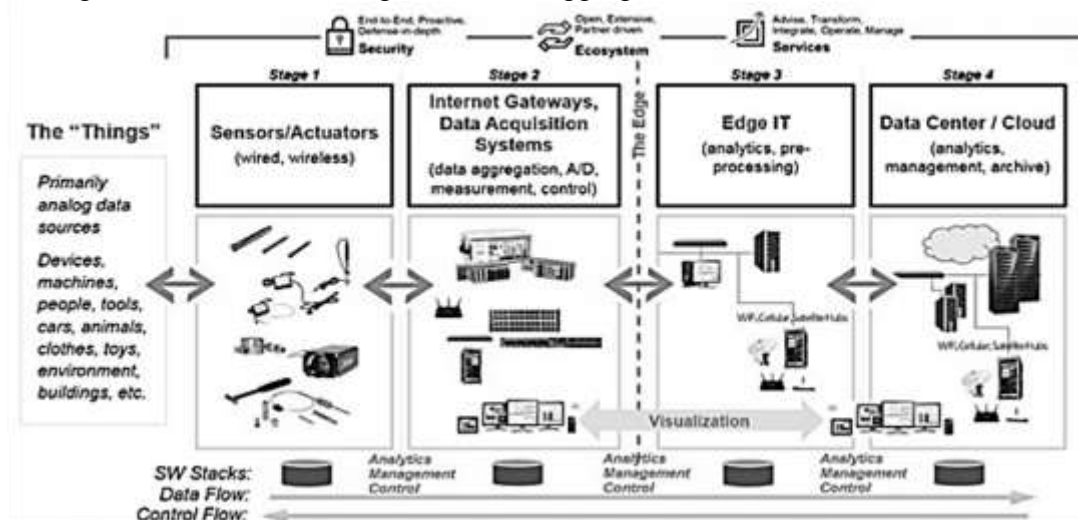 End-to-End, Proactive,
Defense-in-depth
Security
Open, Extensive,
Partner driven
Ecosystem
Advise, Transform,
Integrate, Operate, Manage
Services
Stage 1
Stage 2
Stage 3
Stage 4
The "Things"
Primarily
analog data
sources
Devices,
machines,
people, tools,
cars, animals,
clothes, toys,
environment,
buildings, etc.
Sensors/Actuators
(wired, wireless)
Internet Gateways,
Data Acquisition
Systems
(data aggregation, A/D,
measurement, control)
The Edge
Edge IT
(analytics, pre-
processing)
Data Center / Cloud
(analytics,
management, archive)
WiFi, Cellular, Satellite Hubs
WiFi, Cellular, Satellite Hubs
Visualization
SW Stacks:
Analytics
Management
Control
Analytics
Management
Control
Analytics
Management
Control
Data Flow:
Control Flow: